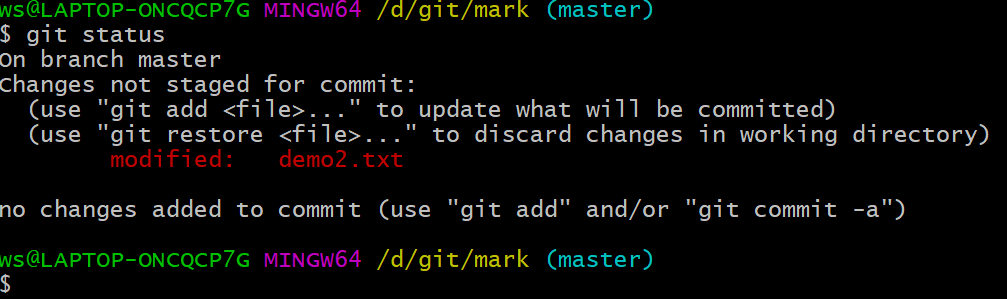 ws@LAPTOP-ONCQCP7G MINGW64 /d/git/mark (master)
$ git status
On branch master
Changes not staged for commit:
  (use "git add <file>..." to update what will be committed)
  (use "git restore <file>..." to discard changes in working directory)
        modified:   demo2.txt

no changes added to commit (use "git add" and/or "git commit -a")

ws@LAPTOP-ONCQCP7G MINGW64 /d/git/mark (master)
$